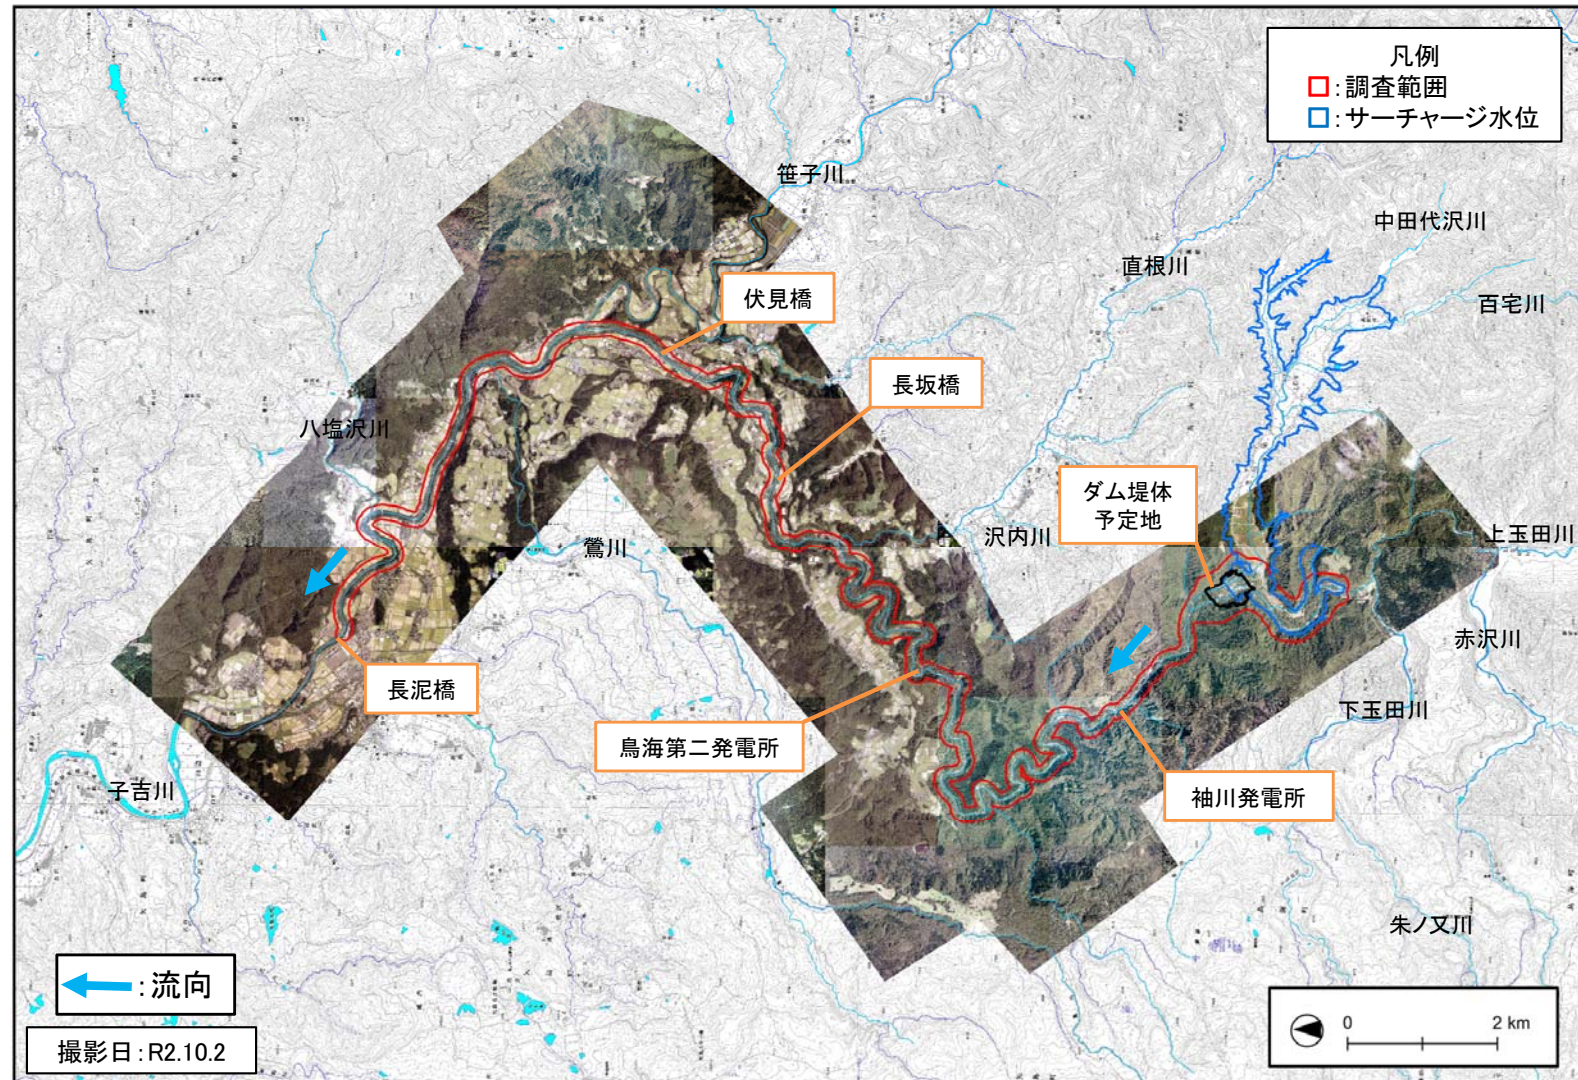 凡例
:調査範囲
:サーチャージ水位
笹子川
中田代沢川
直根川
百宅川
伏見橋
長坂橋
八塩沢川
ダム堤体
予定地
鶯川
沢内川
上玉田川
赤沢川
長泥橋
下玉田川
鳥海第二発電所
袖川発電所
子吉川
朱ノ又川
:流向
撮影日:R2.10.2
0 2 km